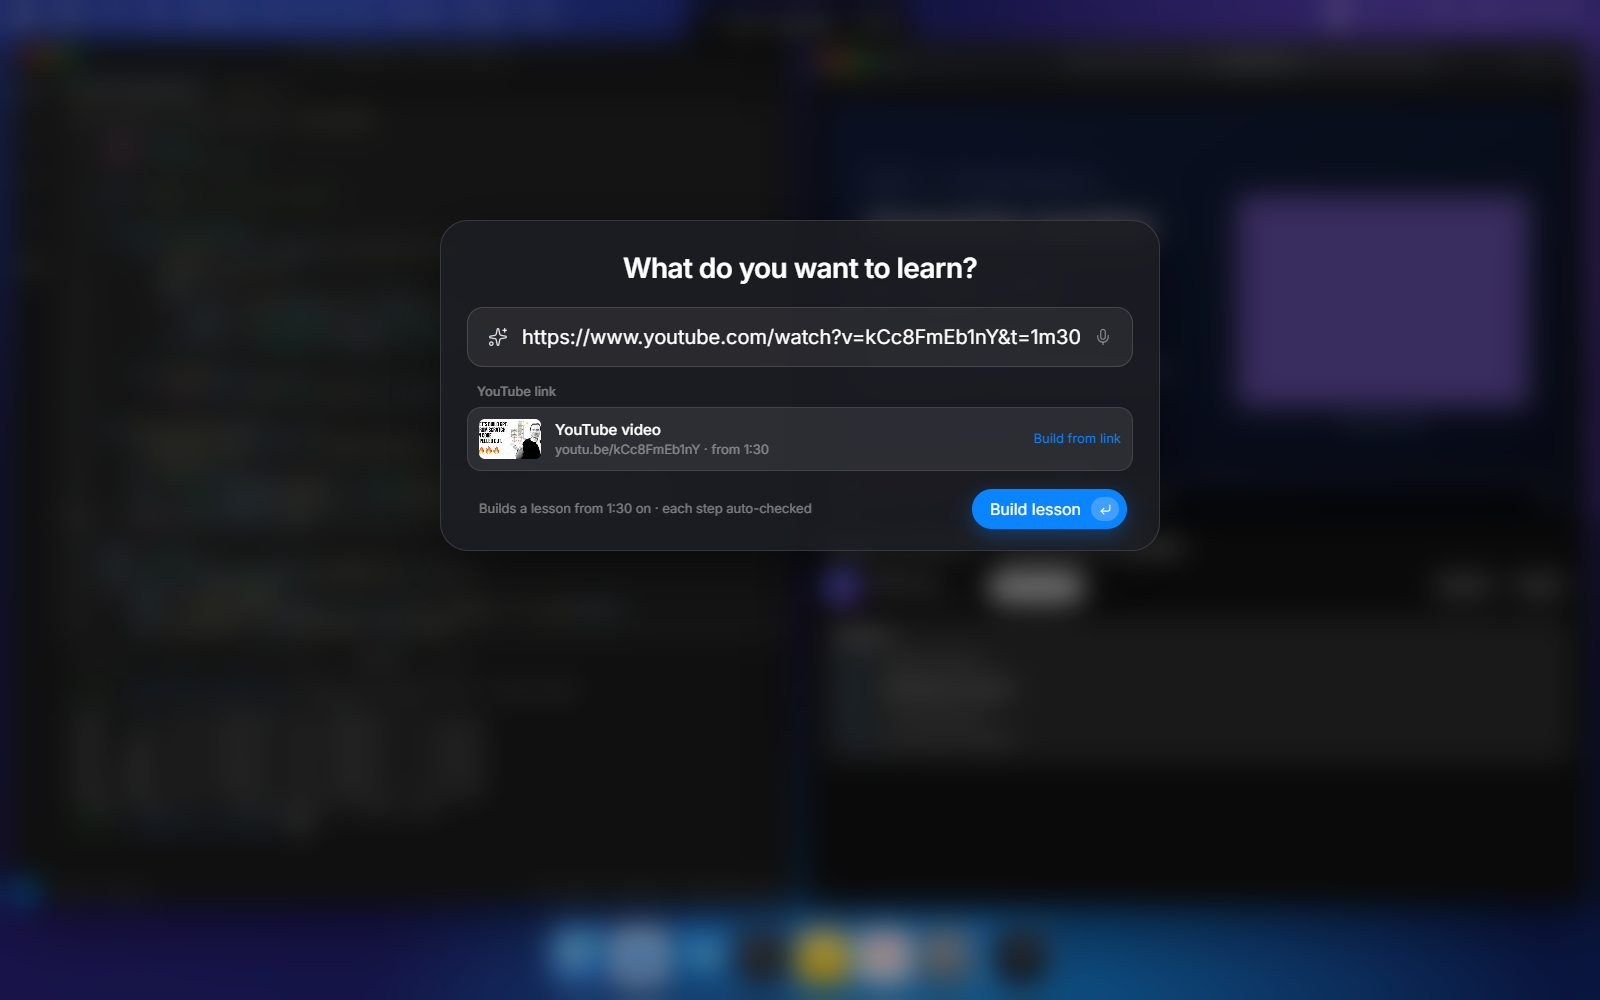 What do you want to learn?
https://www.youtube.com/watch?v=kCc8FmEb1nY&t=1m30
YouTube link
YouTube video
youtu.be/kCc8FmEb1nY · from 1:30
Build from link
Builds a lesson from 1:30 on · each step auto-checked
Build lesson